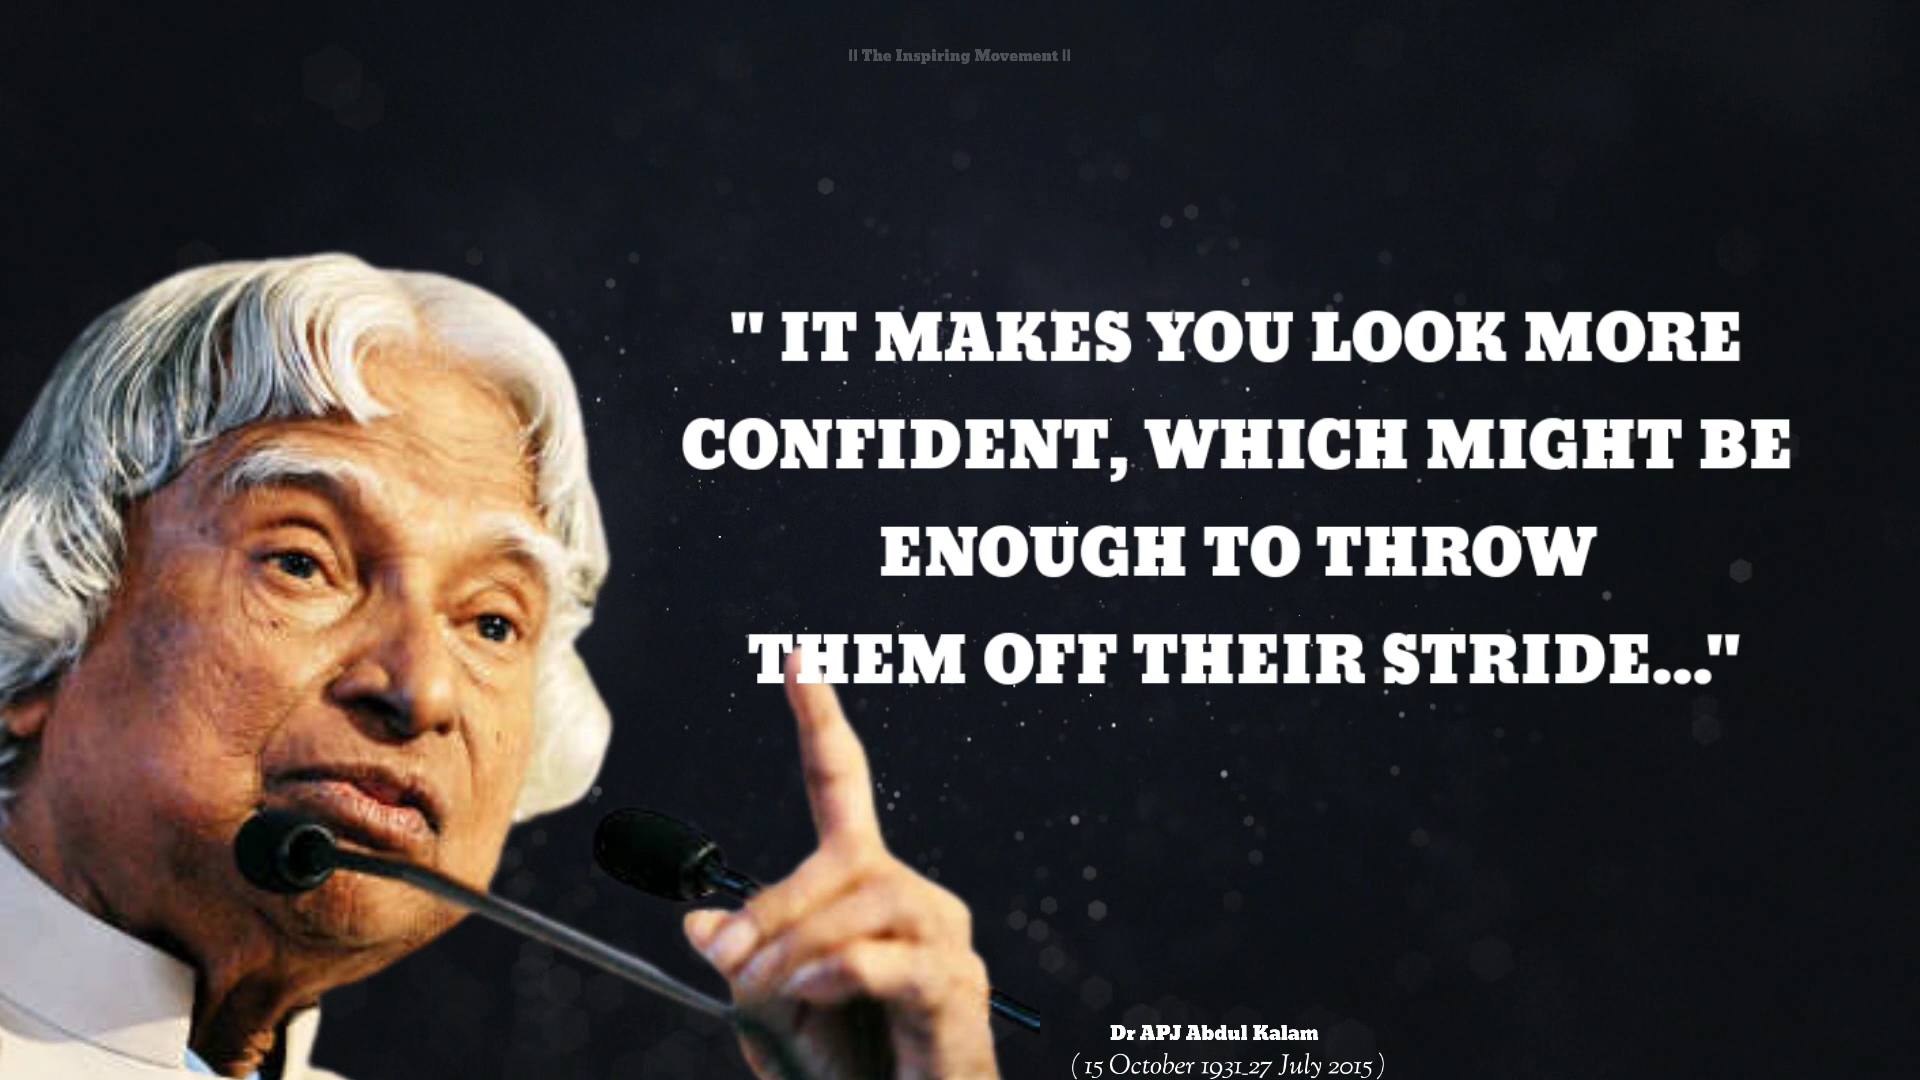 || The Inspiring Movement ||
" IT MAKES YOU LOOK MORE
CONFIDENT, WHICH MIGHT BE
ENOUGH TO THROW
THEM OFF THEIR STRIDE..."
Dr APJ Abdul Kalam
( 15 October 1931_27 July 2015 )